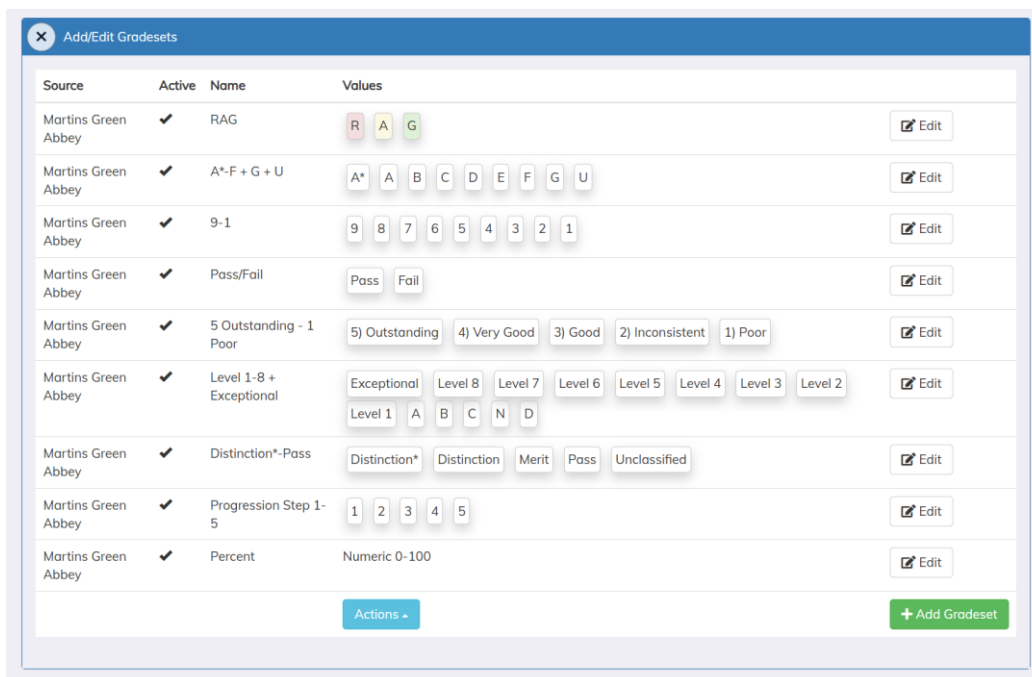 Add/Edit Gradesets
Source Active Name Values
Martins Green
Abbey
RAG
R A G
Edit
Martins Green
Abbey
A*-F + G + U
A* A B C D E F G U
Edit
Martins Green
Abbey
9-1
9 8 7 6 5 4 3 2 1
Edit
Martins Green
Abbey
Pass/Fail
Pass Fail
Edit
Martins Green
Abbey
5 Outstanding - 1
Poor
5) Outstanding 4) Very Good 3) Good 2) Inconsistent 1) Poor
Edit
Martins Green
Abbey
Level 1-8 +
Exceptional
Exceptional Level 8 Level 7 Level 6 Level 5 Level 4 Level 3 Level 2
Level 1 A B C N D
Edit
Martins Green
Abbey
Distinction*-Pass
Distinction* Distinction Merit Pass Unclassified
Edit
Martins Green
Abbey
Progression Step 1-
5
1 2 3 4 5
Edit
Martins Green
Abbey
Percent
Numeric 0-100
Edit
Actions
+ Add Gradeset